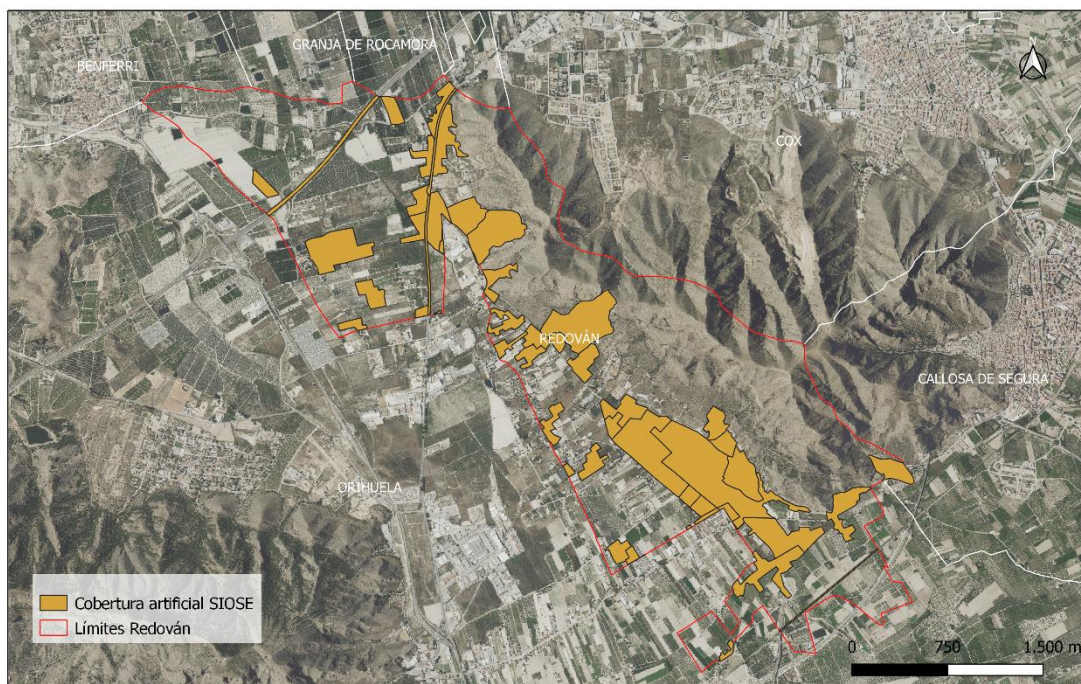 GRANJA DE ROCAMORA
BENFERRI
N
COX
REDOVÁN
CALLOSA DE SEGURA
ORIHUELA
Cobertura artificial SIOSE
Límites Redován
0 750 1.500 m